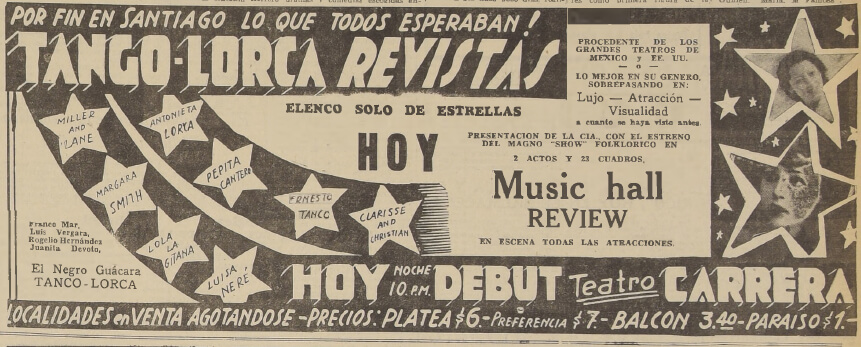 POR FIN EN SANTIAGO LO QUE TODOS ESPERABAN!
TANGO-LORCA REVISTAS
PROCEDENTE DE LOS
GRANDES TEATROS DE
MEXICO y EE. UU.
— o —
LO MEJOR EN SU GENERO,
SOBREPASANDO EN:
Lujo — Atracción —
Visualidad
a cuanto se haya visto antes.
ELENCO SOLO DE ESTRELLAS
HOY
PRESENTACION DE LA CIA., CON EL ESTRENO
DEL MAGNO "SHOW" FOLKLORICO EN
2 ACTOS Y 23 CUADROS,
Music hall
REVIEW
EN ESCENA TODAS LAS ATRACCIONES.
MILLER
AND
LANE
ANTONIETA
LORCA
MARGARA
SMITH
PEPITA
CANTERO
ERNESTO
TANCO
CLARISSE
AND
CHRISTIAN
LOLA
LA
GITANA
LUISA
NERÉ
Franco Mar,
Luis Vergara,
Rogelio Hernández
Juanita Devoto,
El Negro Guácara
TANCO-LORCA
HOY NOCHE
10 P.M. DEBUT Teatro CARRERA
LOCALIDADES en VENTA AGOTANDOSE - PRECIOS: PLATEA $6.- PREFERENCIA $7.- BALCON 3.40 - PARAISO $1.-